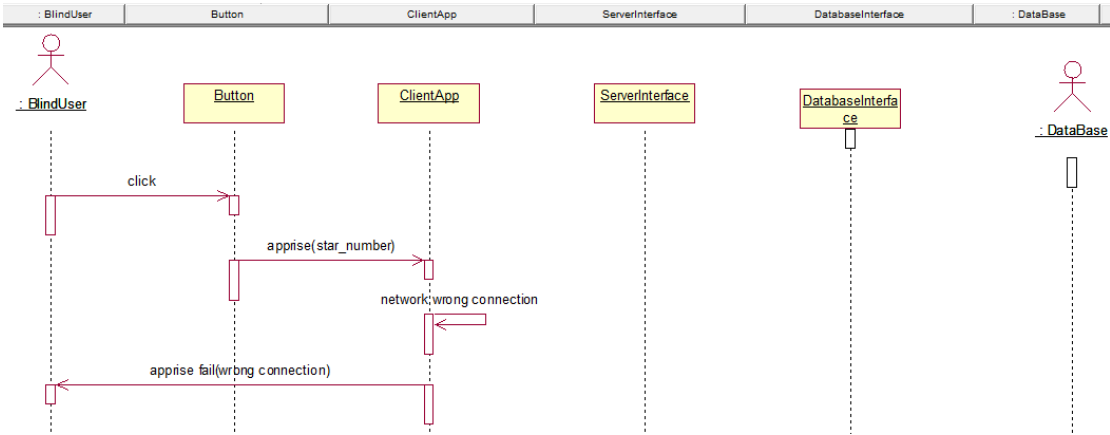 : BlindUser
Button
ClientApp
ServerInterface
DatabaseInterface
: DataBase
: BlindUser
Button
ClientApp
ServerInterface
DatabaseInterfa
ce
: DataBase
click
apprise(star_number)
network wrong connection
apprise fail(wrong connection)